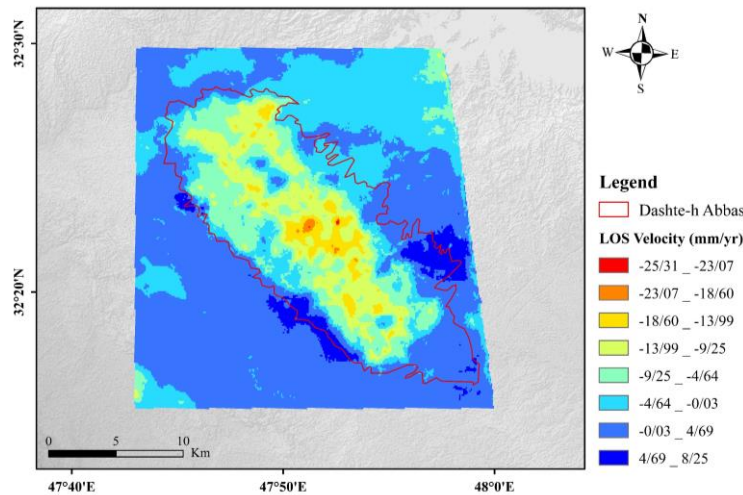 32°30'N
32°20'N
47°40'E
47°50'E
48°0'E
0 5 10
Km
N
W E
S
Legend
Dashte-h Abbas
LOS Velocity (mm/yr)
-25/31 _ -23/07
-23/07 _ -18/60
-18/60 _ -13/99
-13/99 _ -9/25
-9/25 _ -4/64
-4/64 _ -0/03
-0/03 _ 4/69
4/69 _ 8/25